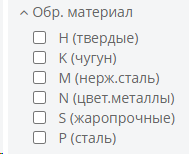 Обр. материал
H (твердые)
K (чугун)
M (нерж.сталь)
N (цвет.металлы)
S (жаропрочные)
P (сталь)